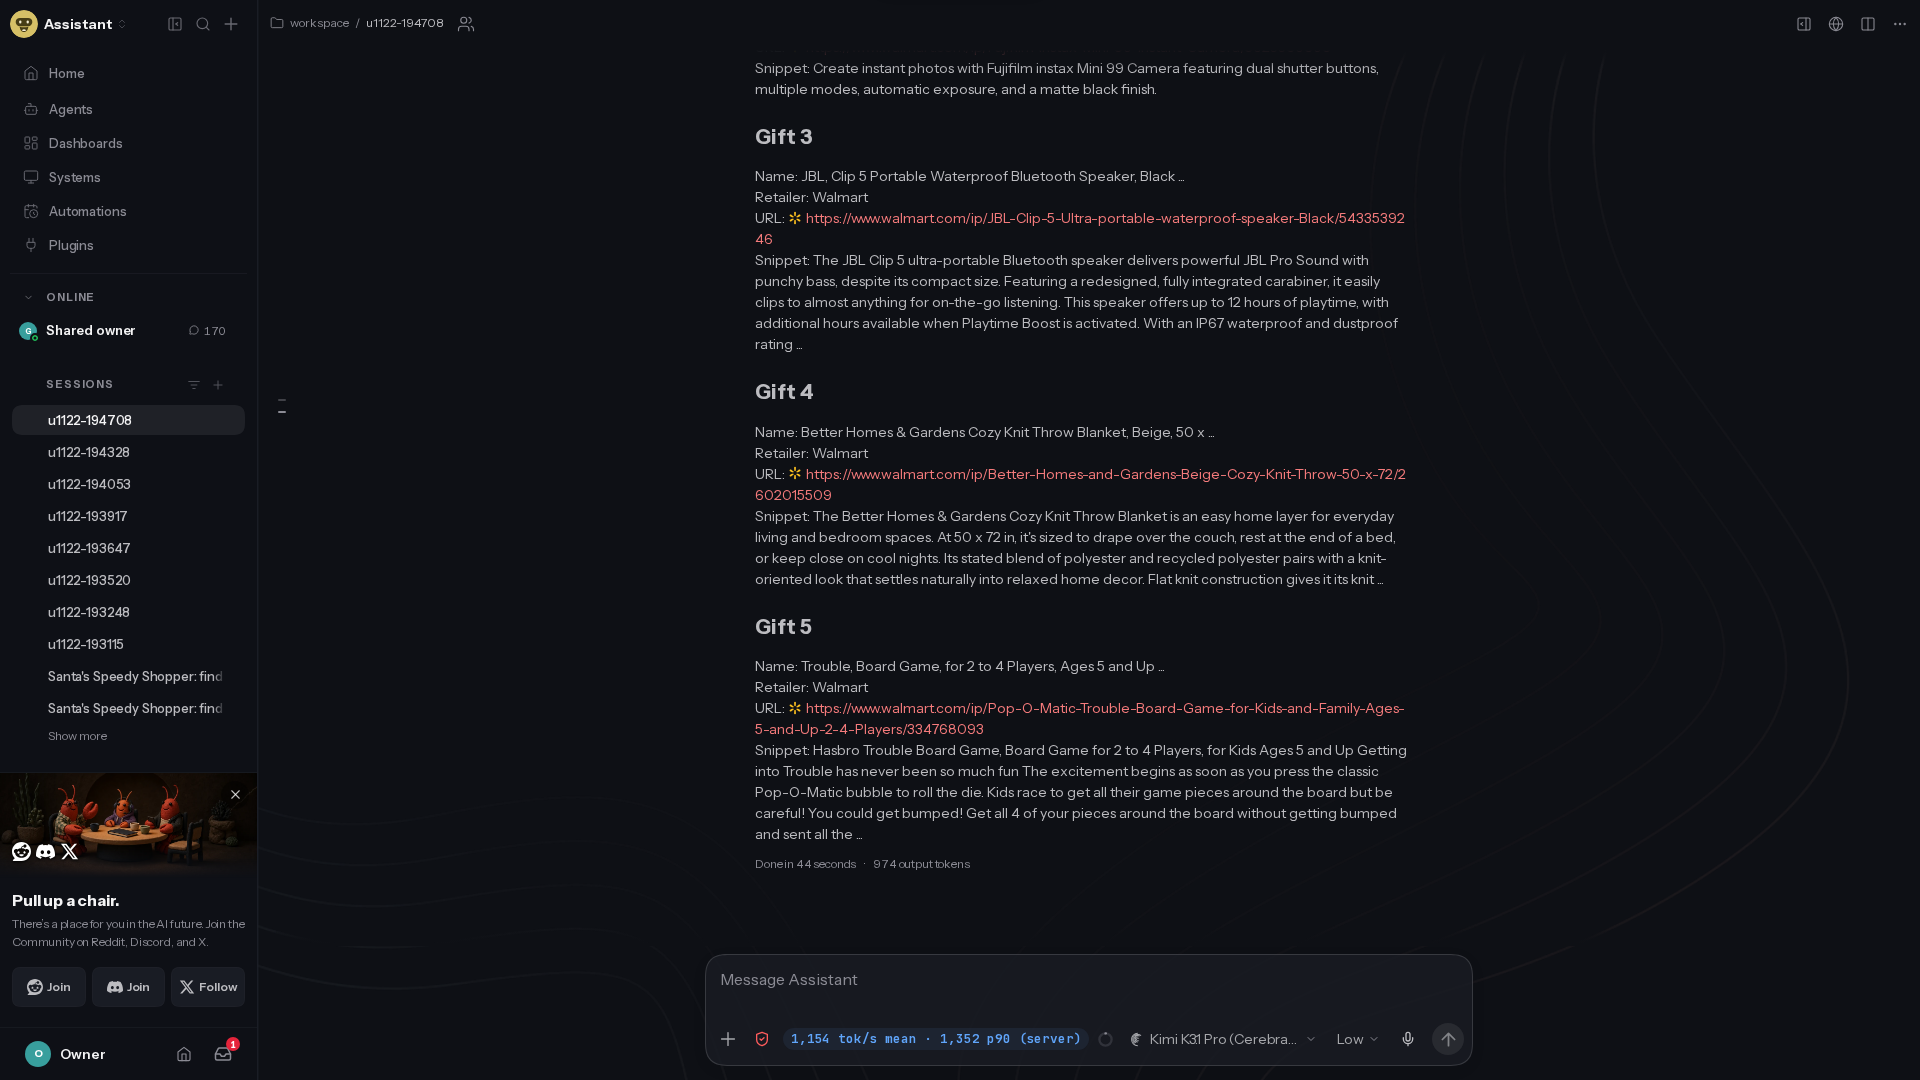 Assistant
Home
Agents
Dashboards
Systems
Automations
Plugins
ONLINE
G
Shared owner
170
SESSIONS
u1122-194708
u1122-194328
u1122-194053
u1122-193917
u1122-193647
u1122-193520
u1122-193248
u1122-193115
Santa's Speedy Shopper: find
Santa's Speedy Shopper: find
Show more
Pull up a chair.
There's a place for you in the AI future. Join the
Community on Reddit, Discord, and X.
Join
Join
Follow
O
Owner
1
workspace / u1122-194708
Snippet: Create instant photos with Fujifilm instax Mini 99 Camera featuring dual shutter buttons,
multiple modes, automatic exposure, and a matte black finish.
Gift 3
Name: JBL, Clip 5 Portable Waterproof Bluetooth Speaker, Black ...
Retailer: Walmart
URL: https://www.walmart.com/ip/JBL-Clip-5-Ultra-portable-waterproof-speaker-Black/54335392
46
Snippet: The JBL Clip 5 ultra-portable Bluetooth speaker delivers powerful JBL Pro Sound with
punchy bass, despite its compact size. Featuring a redesigned, fully integrated carabiner, it easily
clips to almost anything for on-the-go listening. This speaker offers up to 12 hours of playtime, with
additional hours available when Playtime Boost is activated. With an IP67 waterproof and dustproof
rating ...
Gift 4
Name: Better Homes & Gardens Cozy Knit Throw Blanket, Beige, 50 x ...
Retailer: Walmart
URL: https://www.walmart.com/ip/Better-Homes-and-Gardens-Beige-Cozy-Knit-Throw-50-x-72/2
602015509
Snippet: The Better Homes & Gardens Cozy Knit Throw Blanket is an easy home layer for everyday
living and bedroom spaces. At 50 x 72 in, it's sized to drape over the couch, rest at the end of a bed,
or keep close on cool nights. Its stated blend of polyester and recycled polyester pairs with a knit-
oriented look that settles naturally into relaxed home decor. Flat knit construction gives it its knit ...
Gift 5
Name: Trouble, Board Game, for 2 to 4 Players, Ages 5 and Up ...
Retailer: Walmart
URL: https://www.walmart.com/ip/Pop-O-Matic-Trouble-Board-Game-for-Kids-and-Family-Ages-
5-and-Up-2-4-Players/334768093
Snippet: Hasbro Trouble Board Game, Board Game for 2 to 4 Players, for Kids Ages 5 and Up Getting
into Trouble has never been so much fun The excitement begins as soon as you press the classic
Pop-O-Matic bubble to roll the die. Kids race to get all their game pieces around the board but be
careful! You could get bumped! Get all 4 of your pieces around the board without getting bumped
and sent all the ...
Done in 44 seconds · 974 output tokens
Message Assistant
1,154 tok/s mean · 1,352 p90 (server)
Kimi K3.1 Pro (Cerebra...
Low